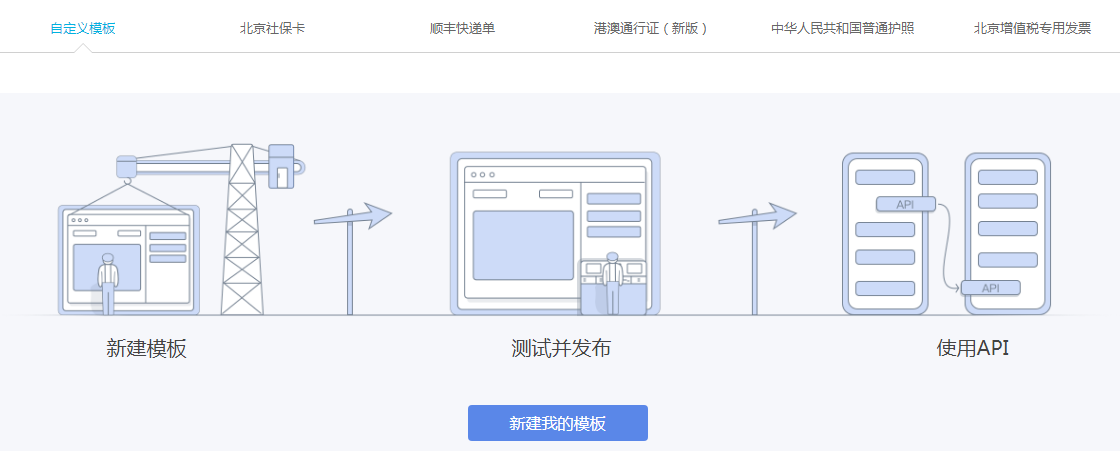 自定义模板
北京社保卡
顺丰快递单
港澳通行证（新版）
中华人民共和国普通护照
北京增值税专用发票
API
API
新建模板
测试并发布
使用API
新建我的模板